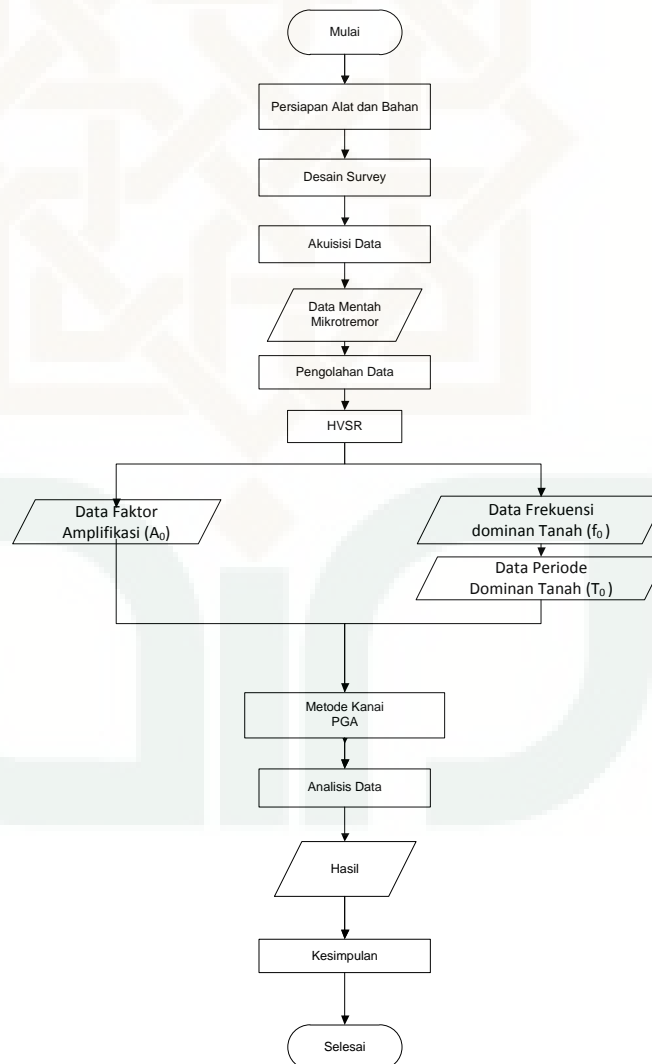 Mulai
Persiapan Alat dan Bahan
Desain Survey
Akuisisi Data
Data Mentah
Mikrotremor
Pengolahan Data
HVSR
Data Faktor
Amplifikasi (A₀)
Data Frekuensi
dominan Tanah (f₀)
Data Periode
Dominan Tanah (T₀)
Metode Kanai
PGA
Analisis Data
Hasil
Kesimpulan
Selesai